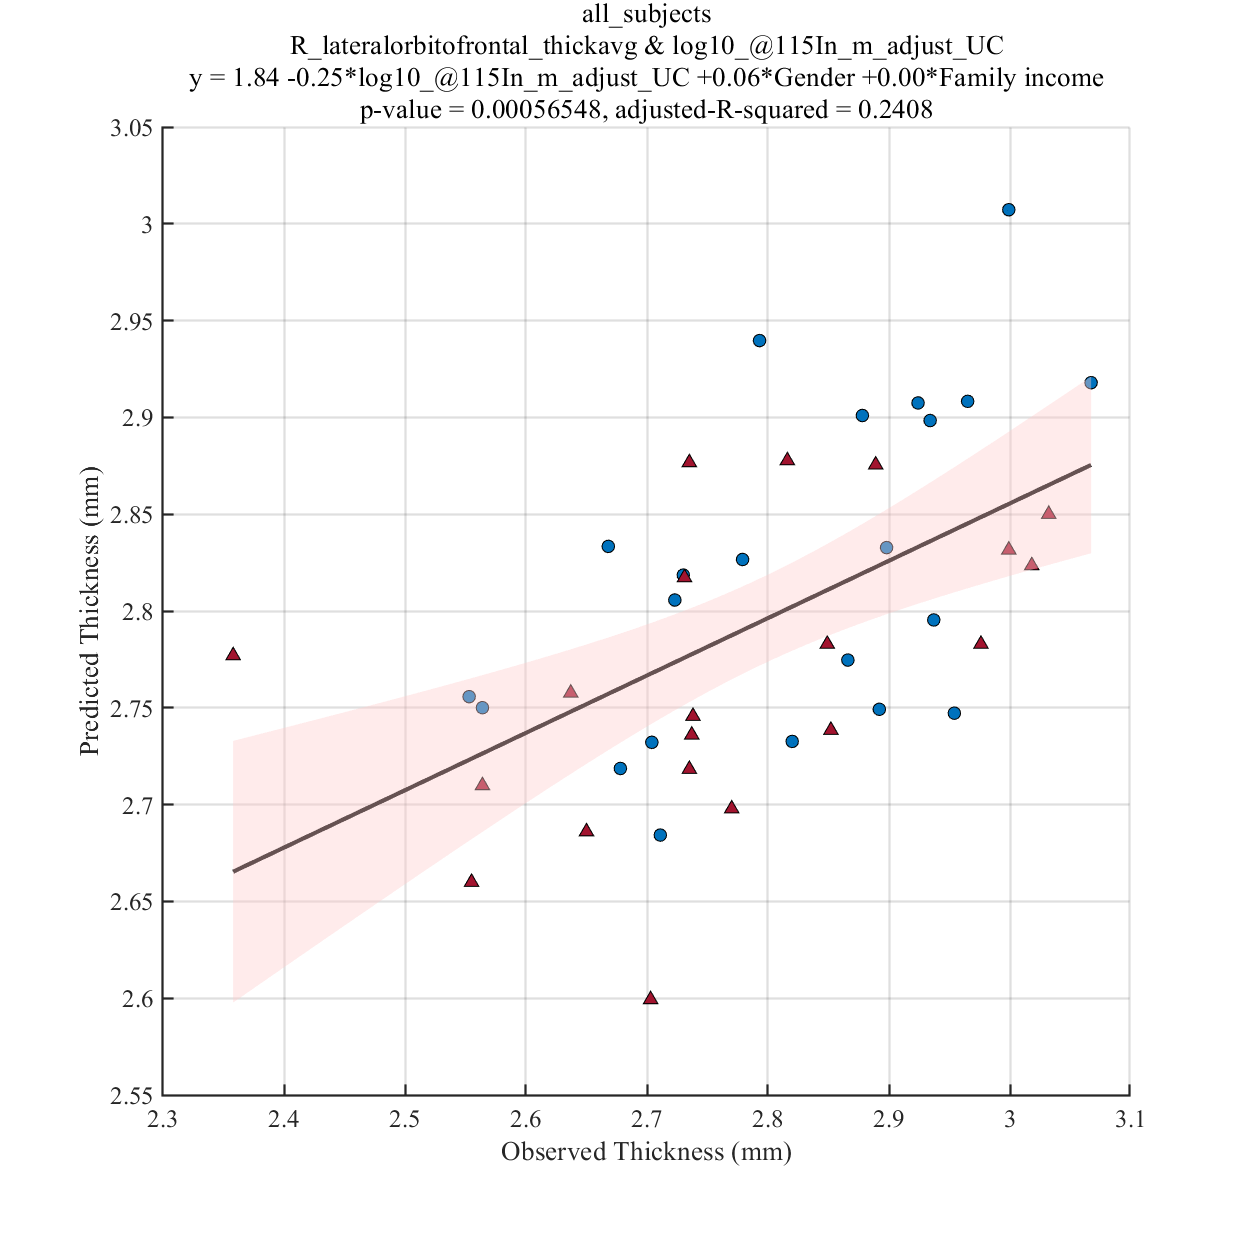 all_subjects
R_lateralorbitofrontal_thickavg & log10_@115In_m_adjust_UC
y = 1.84 -0.25*log10_@115In_m_adjust_UC +0.06*Gender +0.00*Family income
p-value = 0.00056548, adjusted-R-squared = 0.2408
3.05
3
2.95
2.9
2.85
2.8
2.75
2.7
2.65
2.6
2.55
Predicted Thickness (mm)
2.3 2.4 2.5 2.6 2.7 2.8 2.9 3 3.1
Observed Thickness (mm)